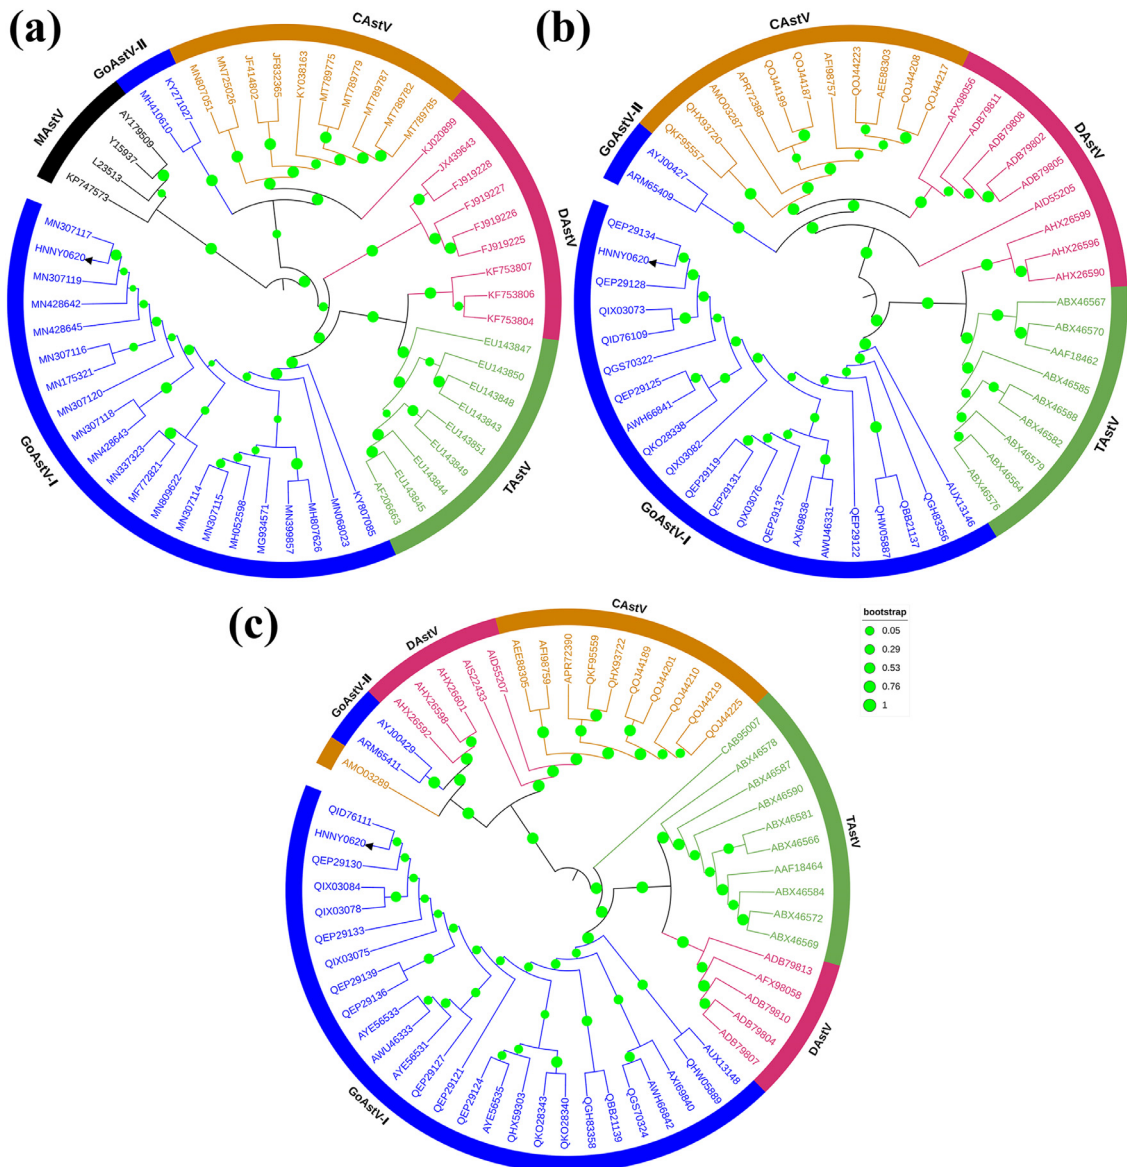 (a)
MAstV
GoAstV-II
CAstV
DAstV
TAstV
GoAstV-I
KP747573
L23513
Y15937
AY179509
MH410610
KY271027
MN807051
MN725026
JF414802
JF832365
KY038163
MT789775
MT789779
MT789787
MT789782
MT789785
KJ020899
JX439643
FJ919228
FJ919227
FJ919226
FJ919225
KF753807
KF753806
KF753804
EU143847
EU143850
EU143848
EU143843
EU143851
EU143849
EU143844
EU143845
AF206663
KY807085
MN068023
MH807626
MN399857
MG934571
MH052598
MN307115
MN307114
MN809622
MF772821
MN337323
MN428643
MN307118
MN307120
MN175321
MN307116
MN428645
MN428642
MN307119
HNNY0620
MN307117
(b)
GoAstV-II
CAstV
DAstV
TAstV
GoAstV-I
ARM65409
AYJ00427
QKF95557
QHX93720
AMO03287
APR72388
QOJ44199
QOJ44187
AFI98757
QOJ44223
AEE88303
QOJ44208
QOJ44217
AFX98056
ADB79811
ADB79808
ADB79802
ADB79805
AID55205
AHX26599
AHX26596
AHX26590
ABX46567
ABX46570
AAF18462
ABX46585
ABX46588
ABX46582
ABX46579
ABX46564
ABX46576
AUX13146
QGH83356
QBB21137
QHW05887
QEP29122
AWU46331
AXI69838
QEP29137
QIX03076
QEP29131
QEP29119
QIX03082
QKO28338
AWH66841
QEP29125
QGS70322
QID76109
QIX03073
QEP29128
HNNY0620
QEP29134
(c)
GoAstV-II
DAstV
CAstV
TAstV
DAstV
GoAstV-I
AMO03289
ARM65411
AYJ00429
AHX26592
AHX26598
AHX26601
AIS22433
AID55207
AEE88305
AFI98759
APR72390
QKF95559
QHX93722
QOJ44189
QOJ44201
QOJ44210
QOJ44219
QOJ44225
CAB95007
ABX46578
ABX46587
ABX46590
ABX46581
ABX46566
AAF18464
ABX46584
ABX46572
ABX46569
ADB79813
AFX98058
ADB79810
ADB79804
ADB79807
AUX13148
QHW05889
AXI69840
AWH66842
QGS70324
QBB21139
QGH83358
QKO28340
QKO28343
QHX59303
AYE56535
QEP29124
QEP29121
QEP29127
AYE56531
AWU46333
AYE56533
QEP29136
QEP29139
QIX03075
QEP29133
QIX03078
QIX03084
QEP29130
HNNY0620
QID76111
bootstrap
0.05
0.29
0.53
0.76
1